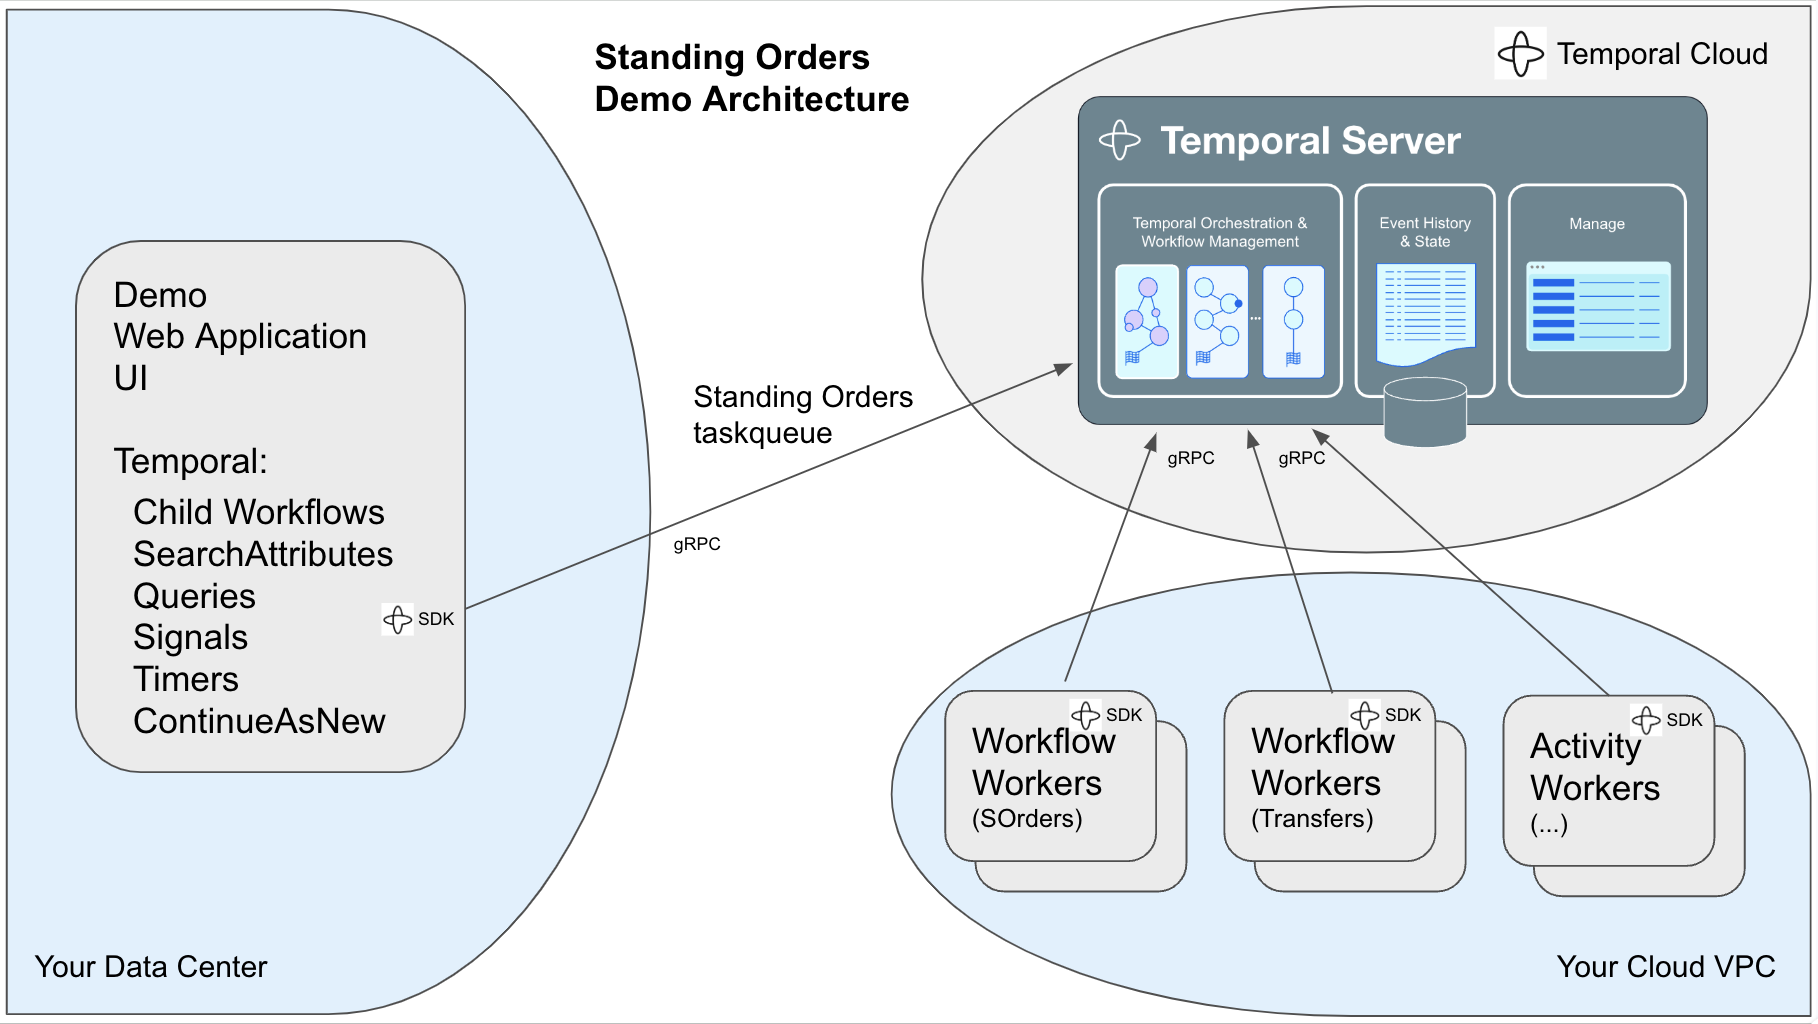 Standing Orders
Demo Architecture
Temporal Cloud
Temporal Server
Temporal Orchestration &
Workflow Management
Event History
& State
Manage
Demo
Web Application
UI
Temporal:
Child Workflows
SearchAttributes
Queries
Signals
Timers
ContinueAsNew
SDK
Standing Orders
taskqueue
gRPC
gRPC
gRPC
SDK
Workflow
Workers
(SOrders)
SDK
Workflow
Workers
(Transfers)
SDK
Activity
Workers
(...)
Your Data Center
Your Cloud VPC